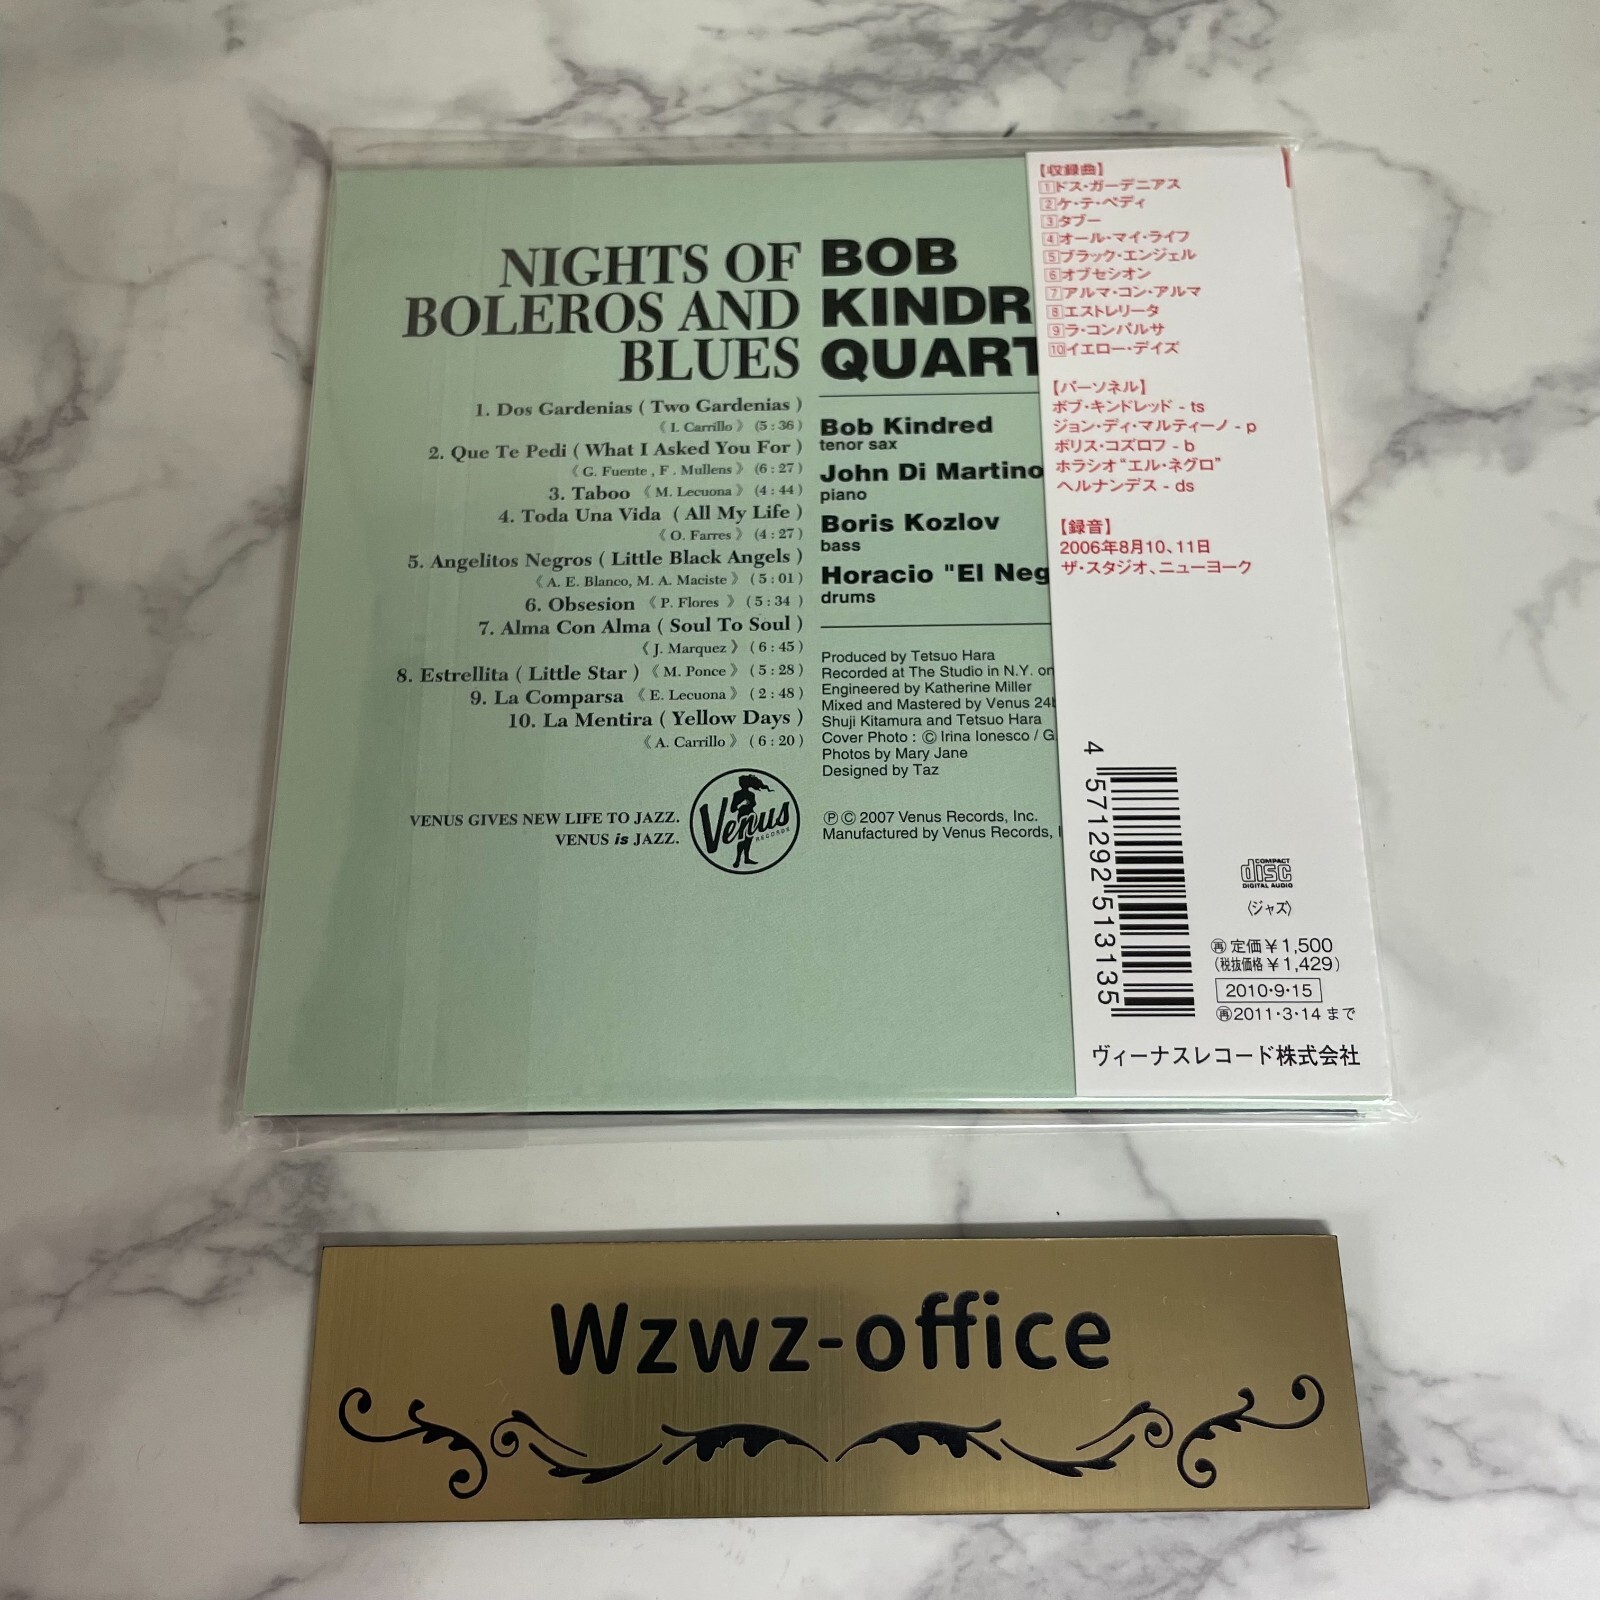 NIGHTS OF
BOLEROS AND
BLUES
1. Dos Gardenias ( Two Gardenias )
《 I. Carrillo 》 (5 : 36 )
2. Que Te Pedi ( What I Asked You For )
《 G. Fuente , F . Mullens 》 (6 : 27 )
3. Taboo 《 M. Lecuona 》 (4 : 44 )
4. Toda Una Vida ( All My Life )
《 O. Farres 》 (4 : 27 )
5. Angelitos Negros ( Little Black Angels )
《 A. E. Blanco, M. A. Maciste 》 ( 5 : 01 )
6. Obsesion 《 P. Flores 》 ( 5 : 34 )
7. Alma Con Alma ( Soul To Soul )
《 J. Marquez 》 ( 6 : 45 )
8. Estrellita ( Little Star ) 《 M. Ponce 》 ( 5 : 28 )
9. La Comparsa 《 E. Lecuona 》 ( 2 : 48 )
10. La Mentira ( Yellow Days )
《 A. Carrillo 》 ( 6 : 20 )
VENUS GIVES NEW LIFE TO JAZZ.
VENUS is JAZZ.
Venus
RECORDS
BOB
KINDR
QUART
Bob Kindred
tenor sax
John Di Martino
piano
Boris Kozlov
bass
Horacio "El Neg
drums
Produced by Tetsuo Hara
Recorded at The Studio in N.Y. on
Engineered by Katherine Miller
Mixed and Mastered by Venus 24b
Shuji Kitamura and Tetsuo Hara
Cover Photo : © Irina Ionesco / G.
Photos by Mary Jane
Designed by Taz
℗ © 2007 Venus Records, Inc.
Manufactured by Venus Records, I
【収録曲】
1 ドス・ガーデニアス
2 ケ・テ・ペディ
3 タブー
4 オール・マイ・ライフ
5 ブラック・エンジェル
6 オブセシオン
7 アルマ・コン・アルマ
8 エストレリータ
9 ラ・コンパルサ
10 イエロー・デイズ
【パーソネル】
ボブ・キンドレッド - ts
ジョン・ディ・マルティーノ - p
ボリス・コズロフ - b
ホラシオ“エル・ネグロ”
ヘルナンデス - ds
【録音】
2006年8月10、11日
ザ・スタジオ、ニューヨーク
4 571292 513135
COMPACT
disc
DIGITAL AUDIO
〈ジャズ〉
再 定価¥1,500
(税抜価格¥1,429)
2010・9・15
再 2011・3・14 まで
ヴィーナスレコード株式会社
Wzwz-office